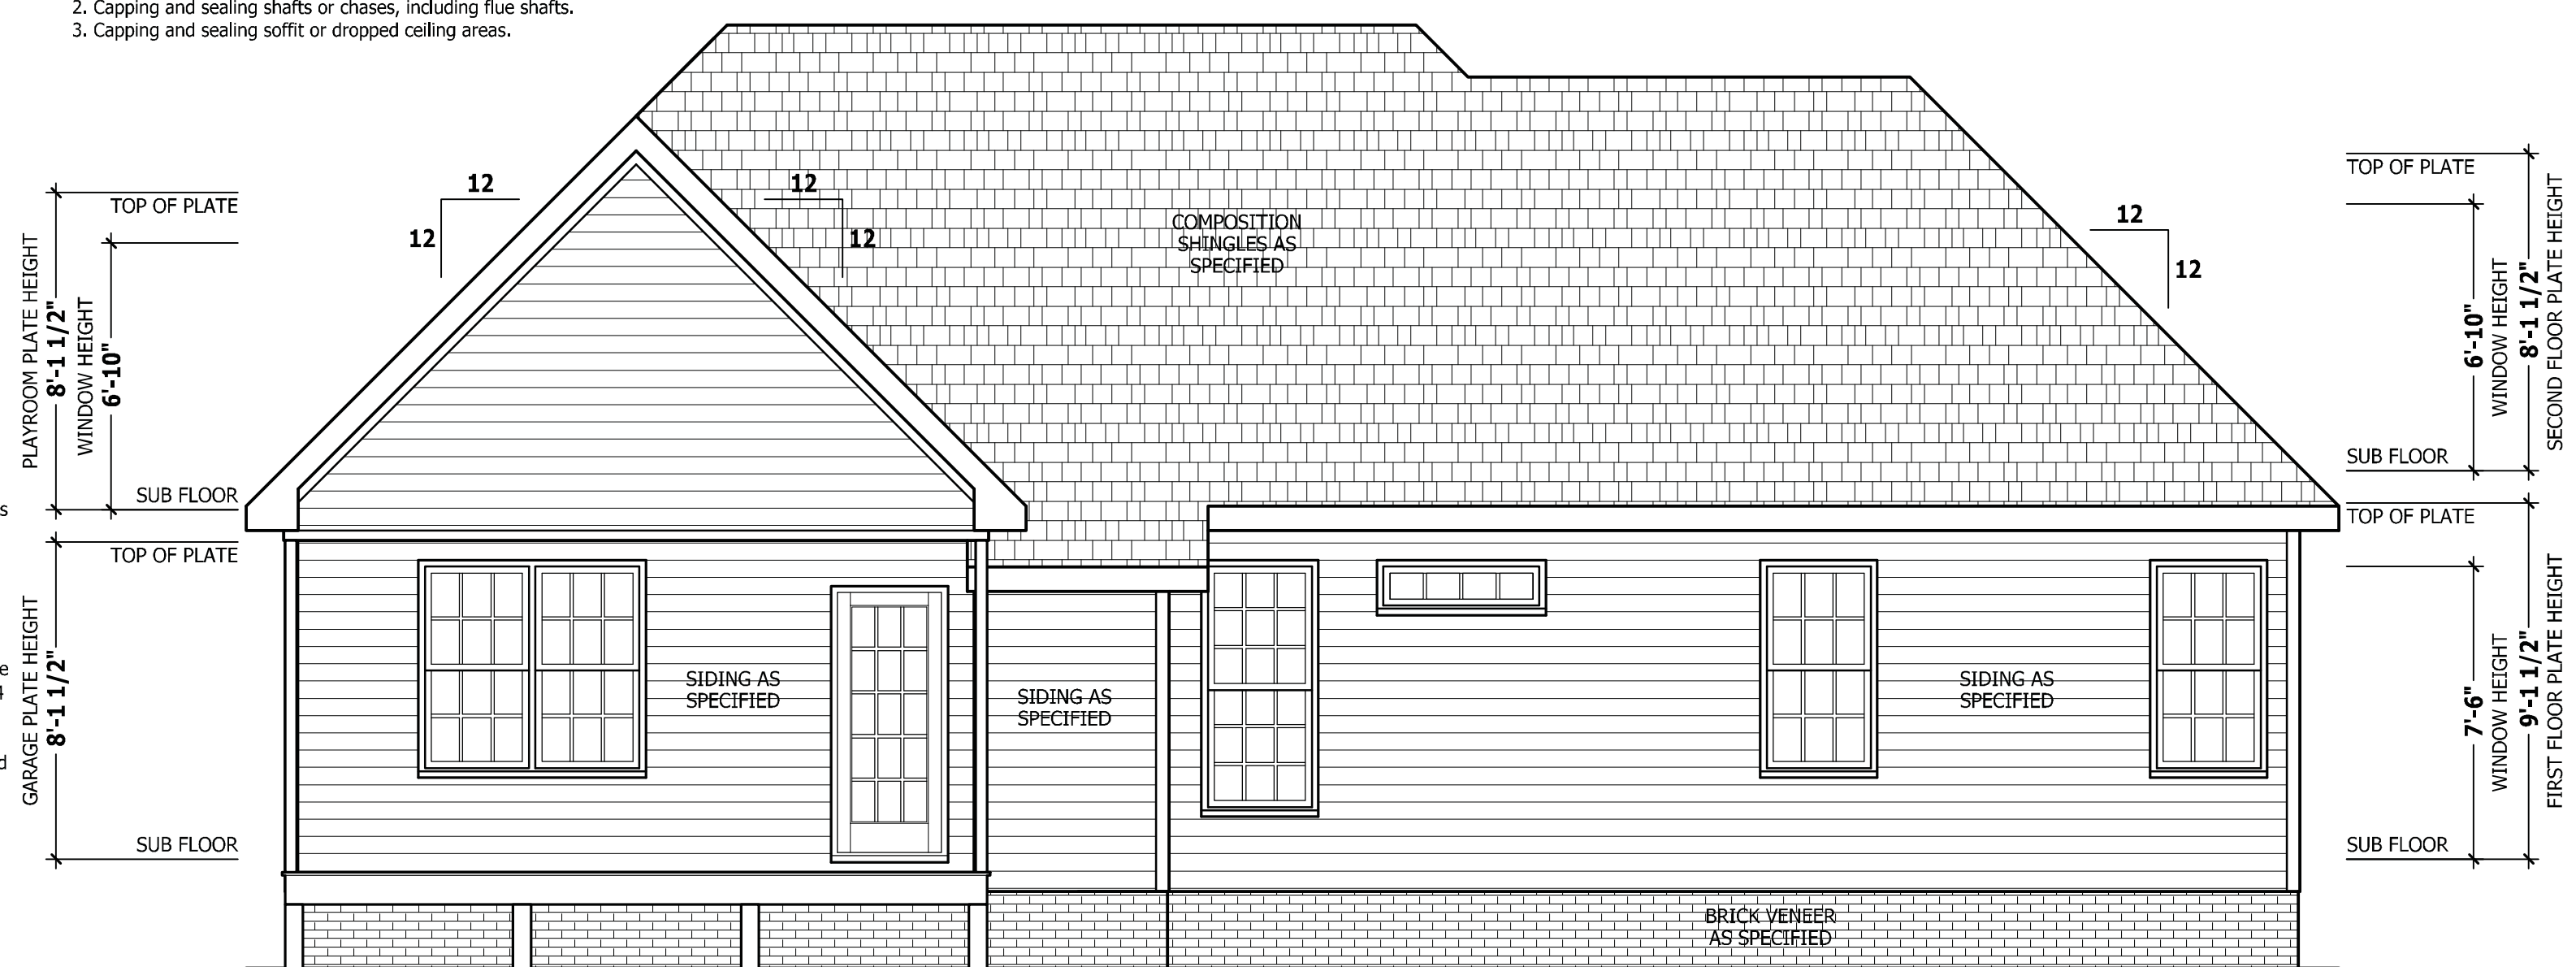 2. Capping and sealing shafts or chases, including flue shafts.
3. Capping and sealing soffit or dropped ceiling areas.
PLAYROOM PLATE HEIGHT
8'-1 1/2"
WINDOW HEIGHT
6'-10"
TOP OF PLATE
SUB FLOOR
s
TOP OF PLATE
GARAGE PLATE HEIGHT
8'-1 1/2"
SUB FLOOR
e
4
d
12
12
12
12
COMPOSITION
SHINGLES AS
SPECIFIED
12
12
SIDING AS
SPECIFIED
SIDING AS
SPECIFIED
SIDING AS
SPECIFIED
BRICK VENEER
AS SPECIFIED
TOP OF PLATE
SUB FLOOR
6'-10"
WINDOW HEIGHT
8'-1 1/2"
SECOND FLOOR PLATE HEIGHT
TOP OF PLATE
SUB FLOOR
7'-6"
WINDOW HEIGHT
9'-1 1/2"
FIRST FLOOR PLATE HEIGHT